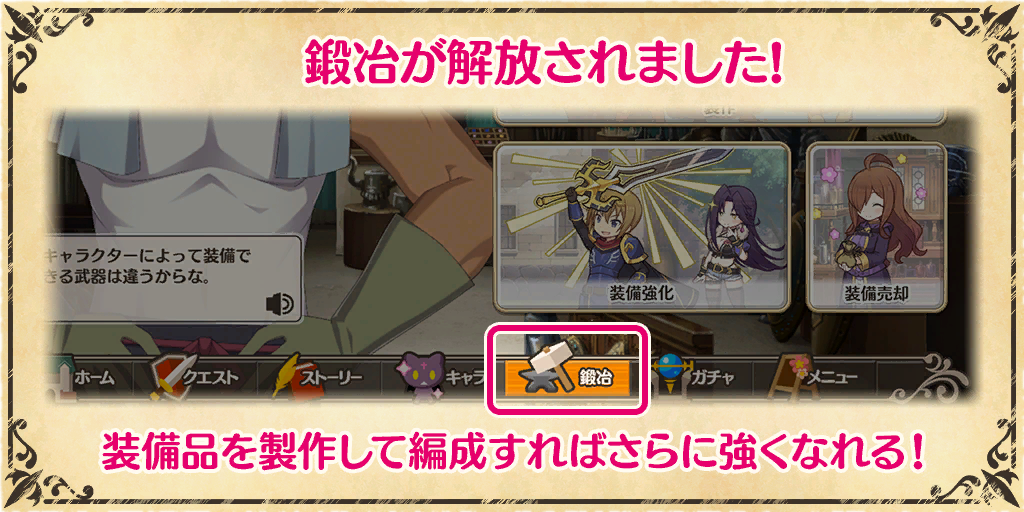 鍛冶が解放されました!
製作
装備強化
装備売却
キャラクターによって装備で
きる武器は違うからな。
ホーム
クエスト
ストーリー
キャラ
鍛冶
ガチャ
メニュー
装備品を製作して編成すればさらに強くなれる!